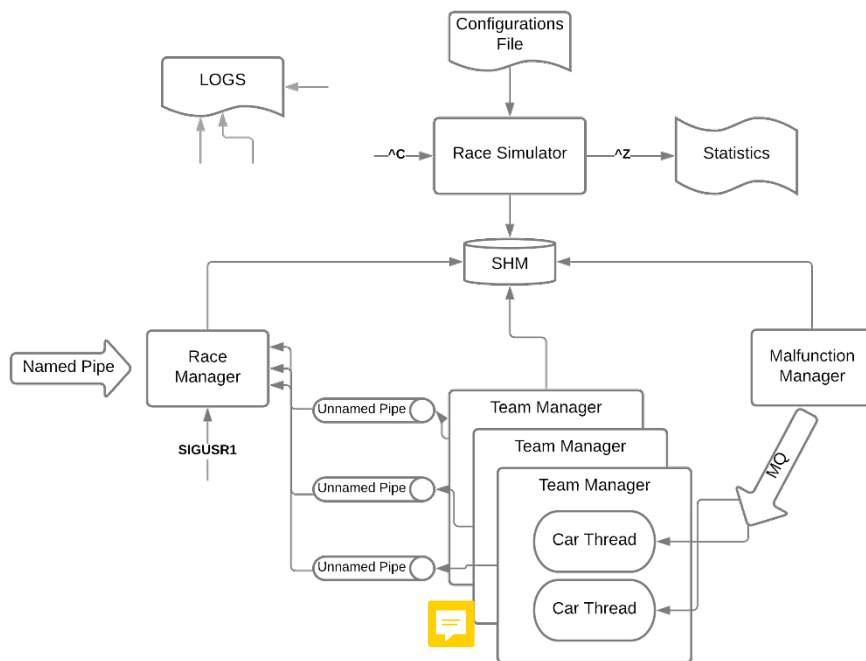 Configurations
File
LOGS
^C
Race Simulator
^Z
Statistics
SHM
Named Pipe
Race
Manager
Malfunction
Manager
SIGUSR1
Unnamed Pipe
Team Manager
Team Manager
MQ
Unnamed Pipe
Team Manager
Car Thread
Unnamed Pipe
Car Thread